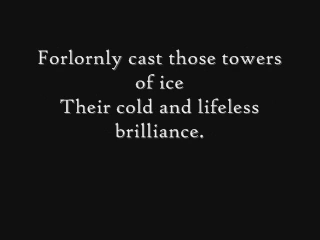 Forlornly cast those towers
of ice
Their cold and lifeless
brilliance.